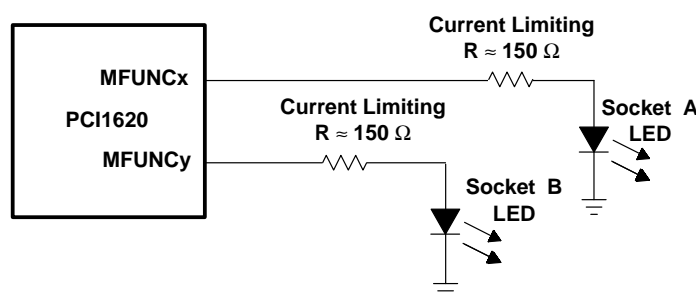 Current Limiting
R ≈ 150 Ω
MFUNCx
PCI1620
MFUNCy
Current Limiting
R ≈ 150 Ω
Socket A
LED
Socket B
LED